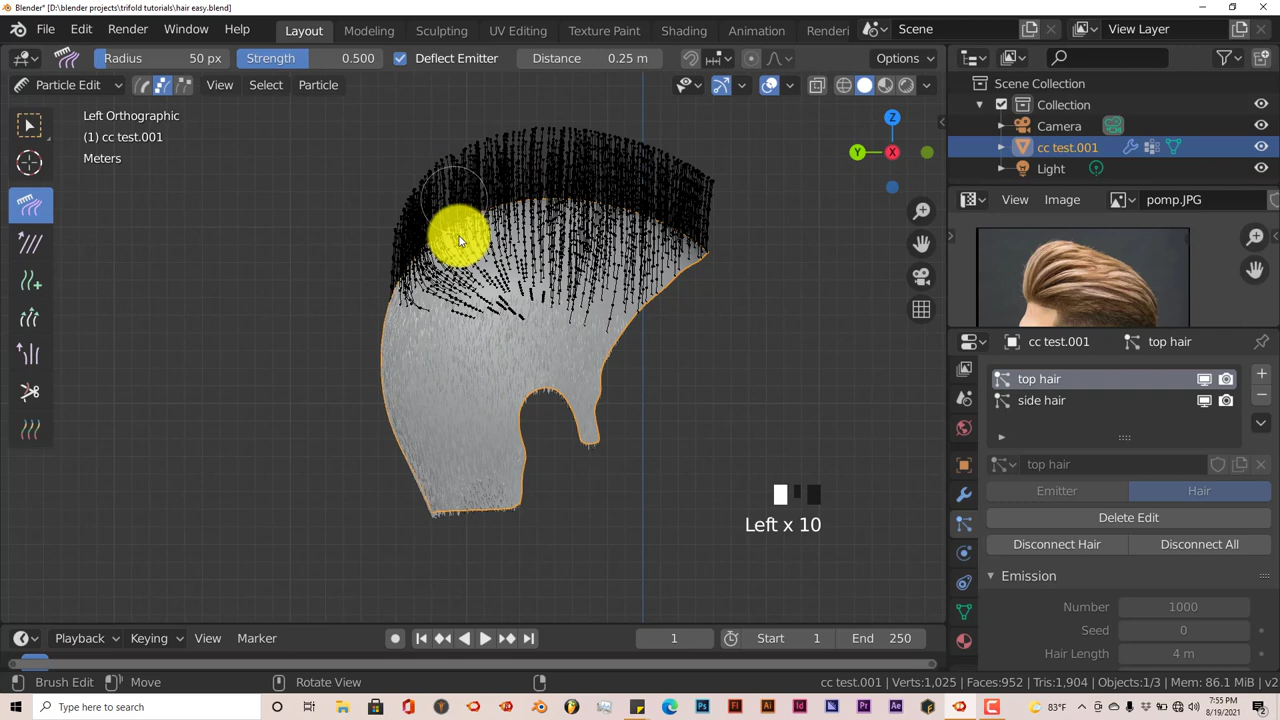 Blender* [D:\blender projects\trifold tutorials\hair easy.blend]
File Edit Render Window Help Layout Modeling Sculpting UV Editing Texture Paint Shading Animation Renderi Scene View Layer
Radius 50 px Strength 0.500 Deflect Emitter Distance 0.25 m Options
Particle Edit View Select Particle
Left Orthographic
(1) cc test.001
Meters
Z
Y X
Scene Collection
Collection
Camera
cc test.001
Light
View Image pomp.JPG
cc test.001 top hair
top hair
side hair
top hair
Emitter Hair
Delete Edit
Disconnect Hair Disconnect All
Emission
Number 1000
Seed 0
Hair Length 4 m
Left x 10
Playback Keying View Marker 1 Start 1 End 250
Brush Edit Move Rotate View cc test.001 Verts:1,025 Faces:952 Tris:1,904 Objects:1/3 Mem: 86.1 MiB v2
Type here to search 83°F 7:55 PM
8/19/2021